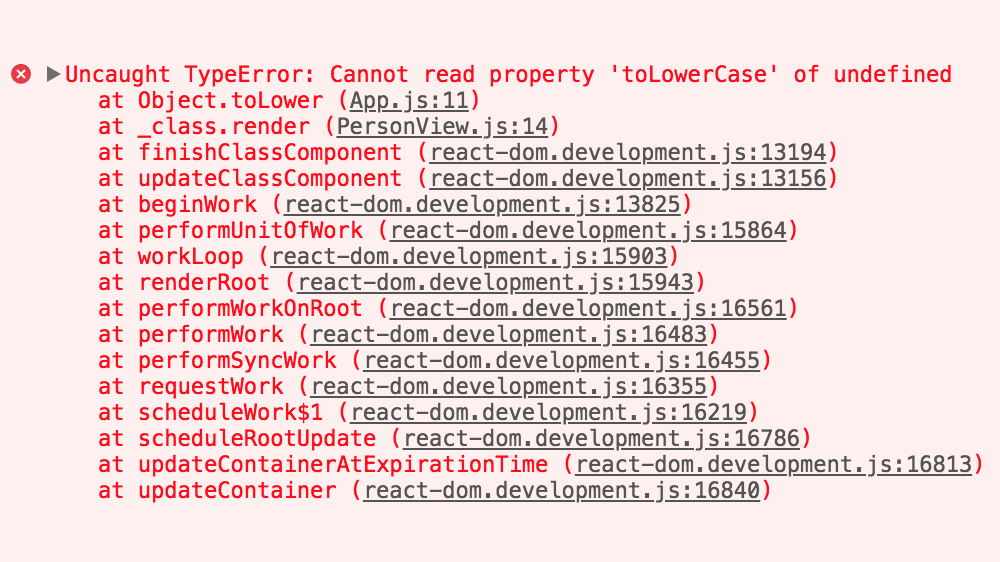 Uncaught TypeError: Cannot read property 'toLowerCase' of undefined
at Object.toLower (App.js:11)
at _class.render (PersonView.js:14)
at finishClassComponent (react-dom.development.js:13194)
at updateClassComponent (react-dom.development.js:13156)
at beginWork (react-dom.development.js:13825)
at performUnitOfWork (react-dom.development.js:15864)
at workLoop (react-dom.development.js:15903)
at renderRoot (react-dom.development.js:15943)
at performWorkOnRoot (react-dom.development.js:16561)
at performWork (react-dom.development.js:16483)
at performSyncWork (react-dom.development.js:16455)
at requestWork (react-dom.development.js:16355)
at scheduleWork$1 (react-dom.development.js:16219)
at scheduleRootUpdate (react-dom.development.js:16786)
at updateContainerAtExpirationTime (react-dom.development.js:16813)
at updateContainer (react-dom.development.js:16840)